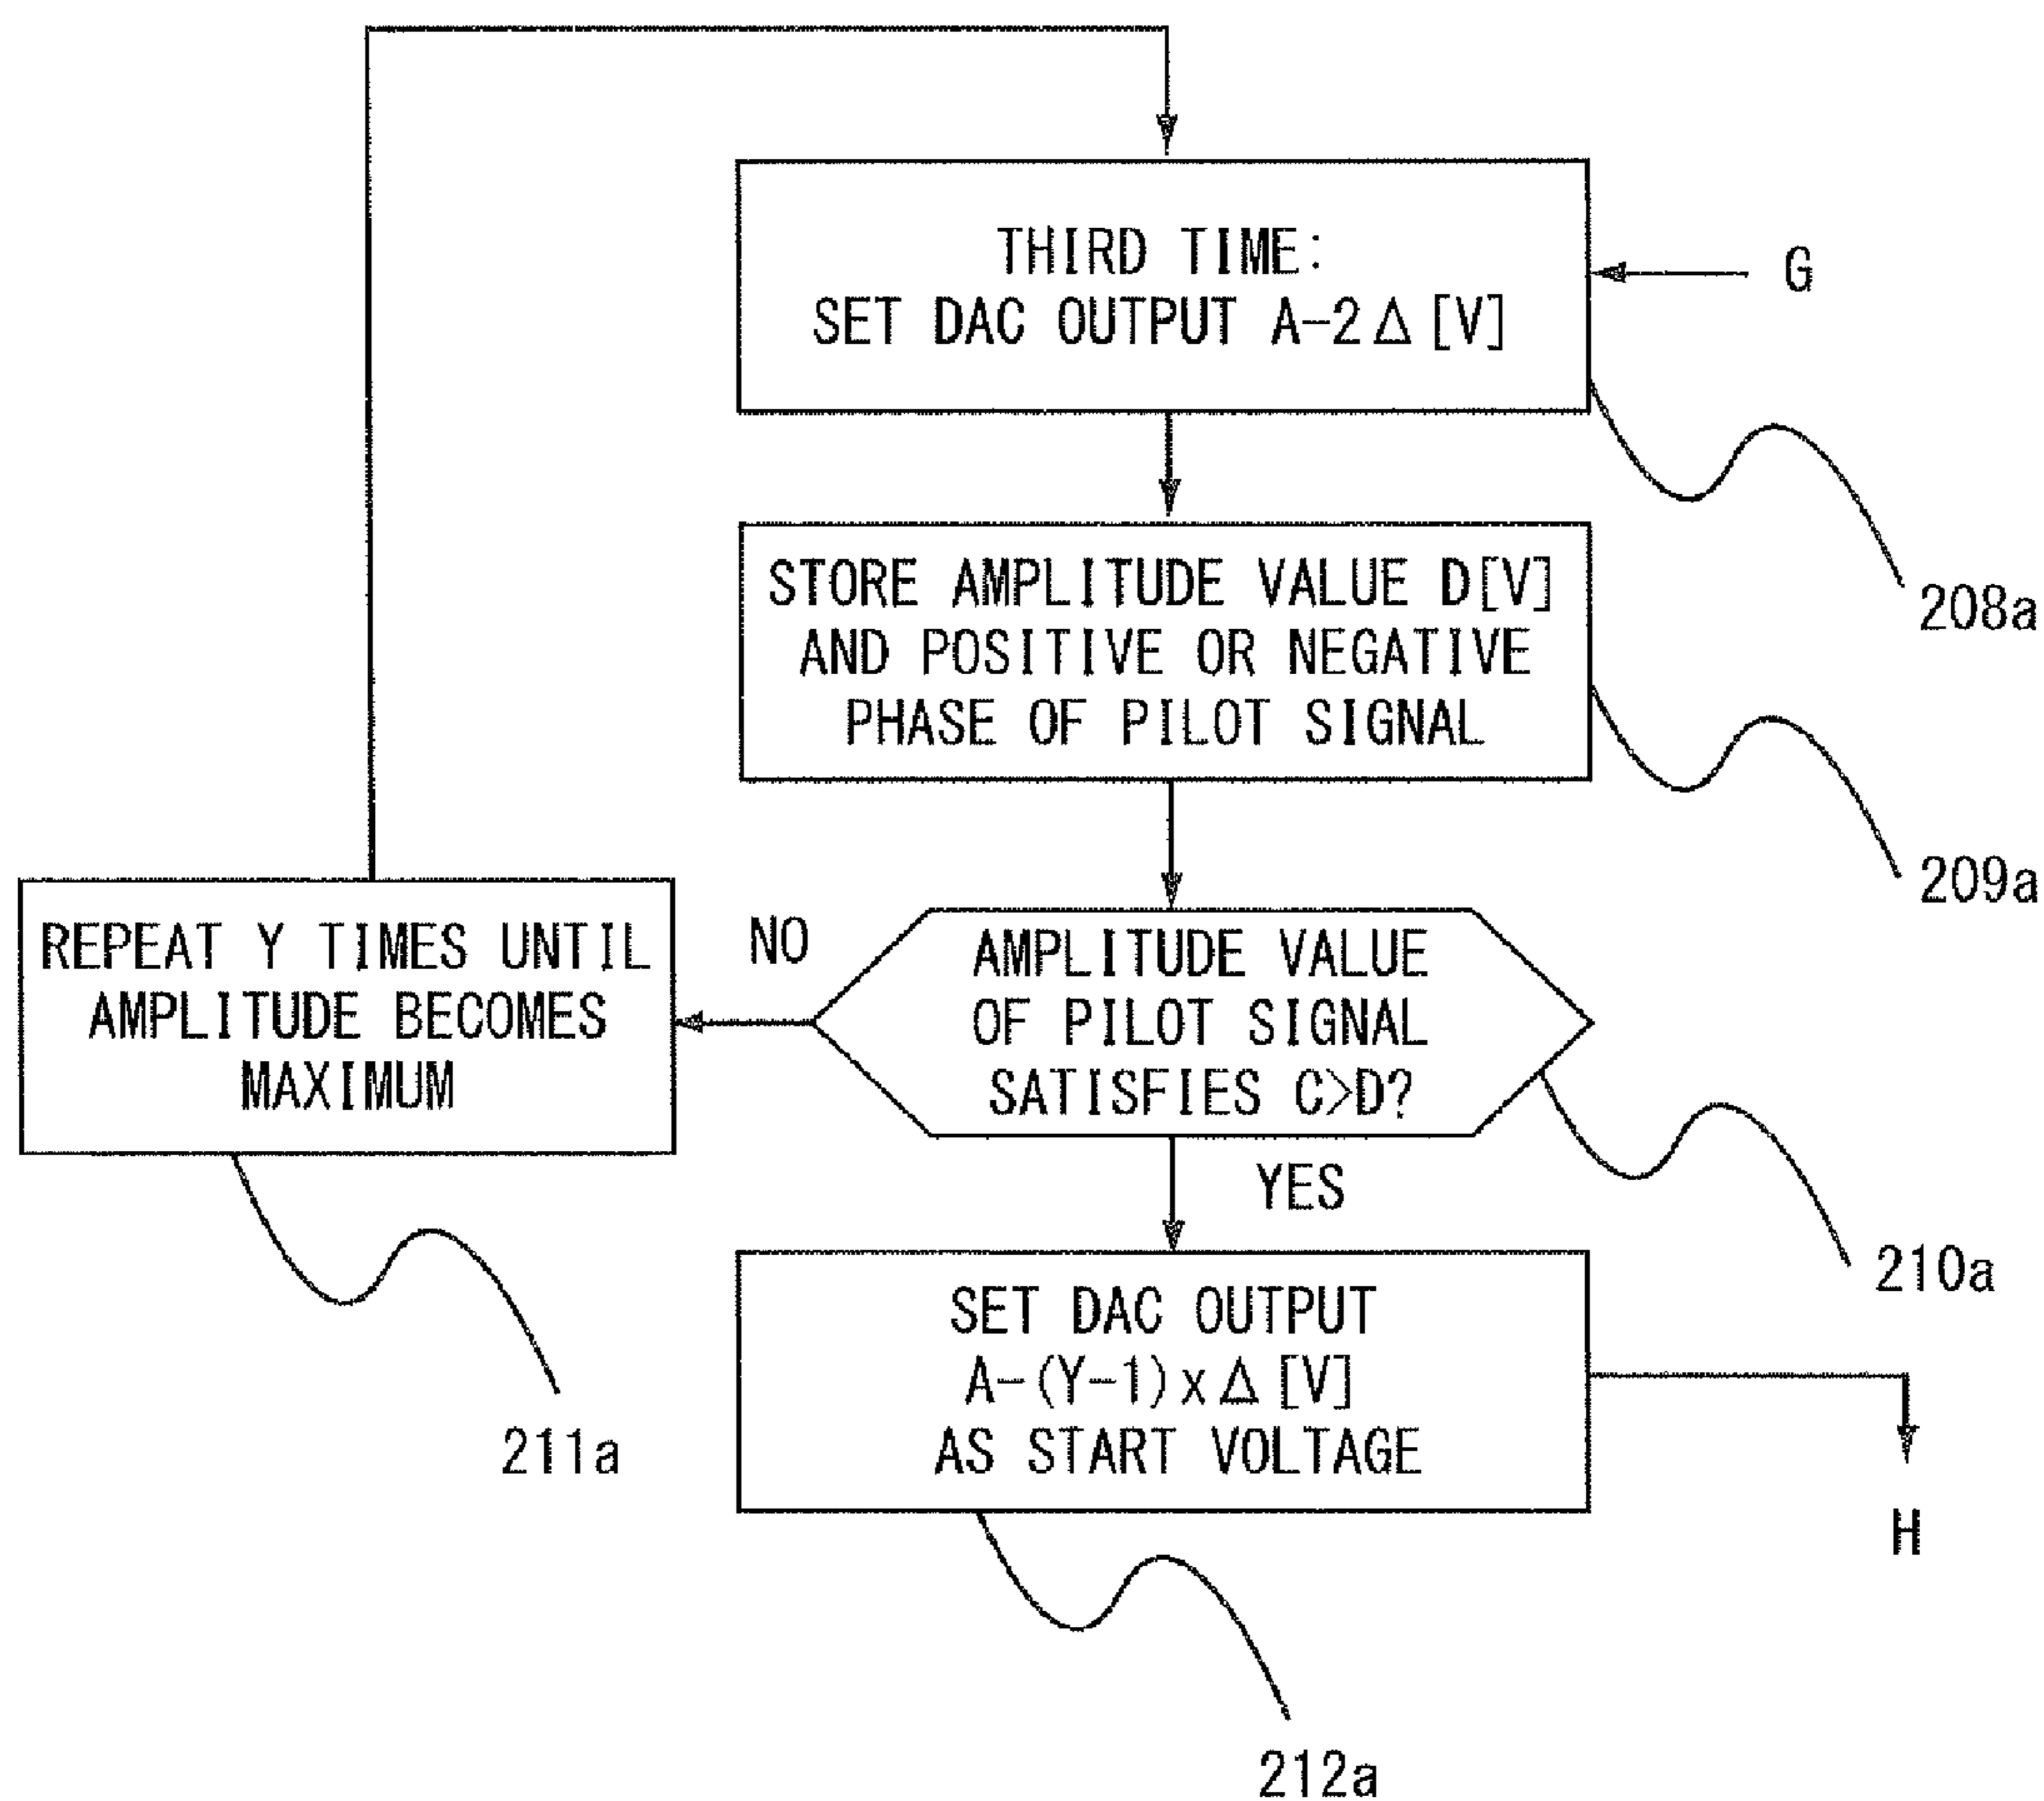 THIRD TIME:
SET DAC OUTPUT A-2Δ[V]
G
208a
STORE AMPLITUDE VALUE D[V]
AND POSITIVE OR NEGATIVE
PHASE OF PILOT SIGNAL
209a
REPEAT Y TIMES UNTIL
AMPLITUDE BECOMES
MAXIMUM
211a
NO
AMPLITUDE VALUE
OF PILOT SIGNAL
SATISFIES C>D?
210a
YES
SET DAC OUTPUT
A-(Y-1)xΔ[V]
AS START VOLTAGE
212a
H